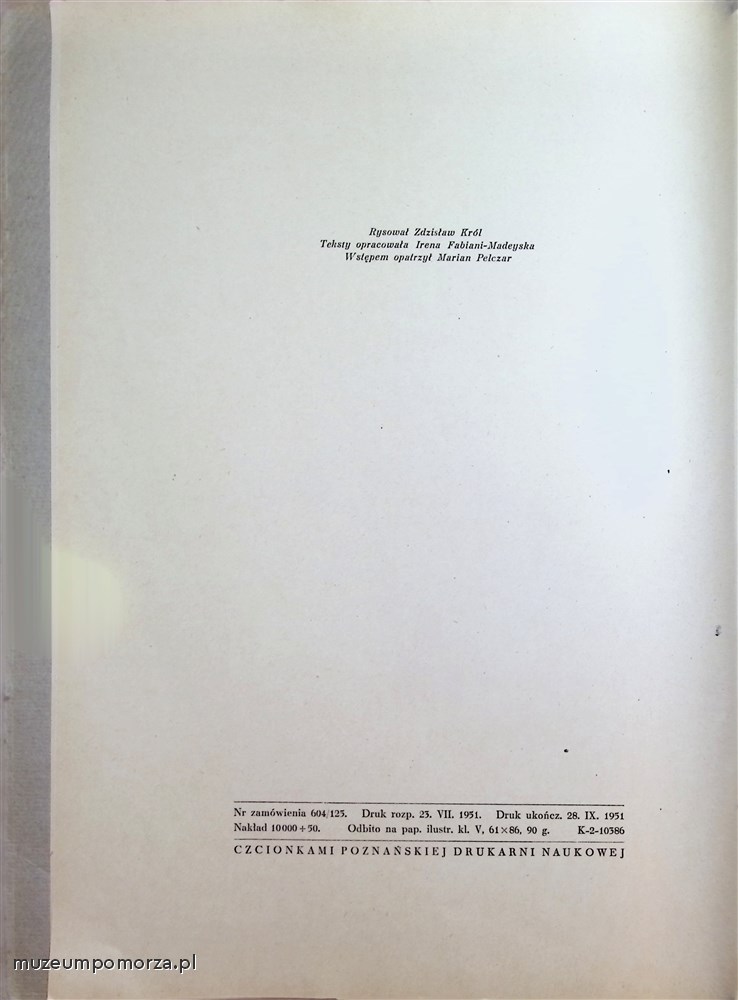 Rysował Zdzisław Król
Teksty opracowała Irena Fabiani-Madeyska
Wstępem opatrzył Marian Pelczar
Nr zamówienia 604/125. Druk rozp. 23. VII. 1951. Druk ukończ. 28. IX. 1951
Nakład 10000+50. Odbito na pap. ilustr. kl. V, 61×86, 90 g. K-2-10386
CZCIONKAMI POZNAŃSKIEJ DRUKARNI NAUKOWEJ
muzeumpomorza.pl